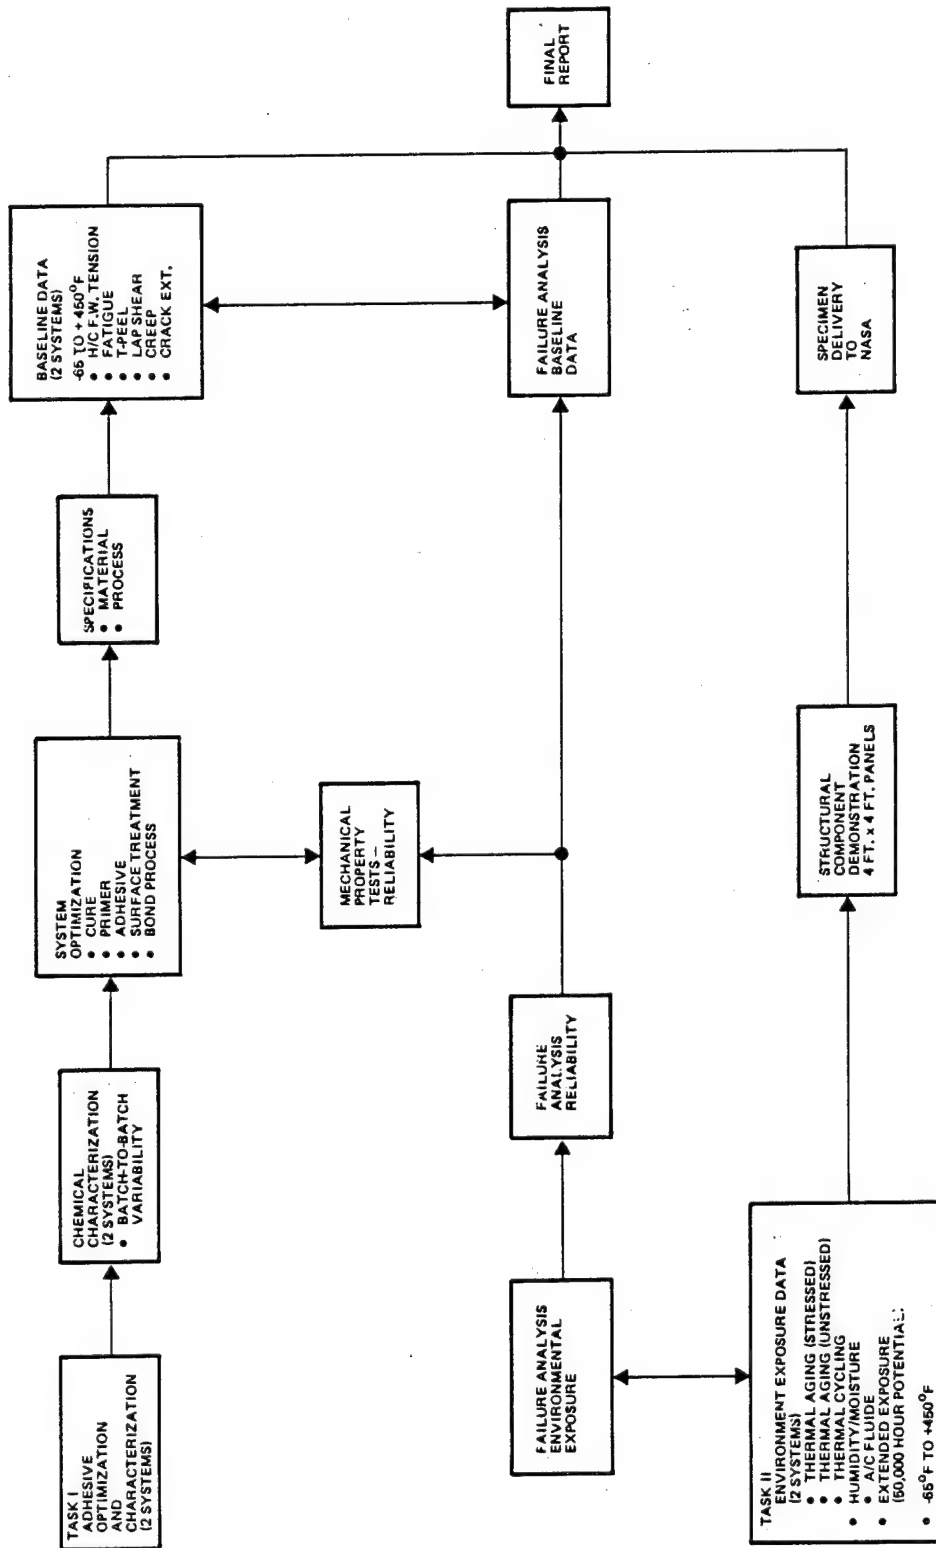 TASK I
ADHESIVE
OPTIMIZATION
AND
CHARACTERIZATION
(2 SYSTEMS)
CHEMICAL
CHARACTERIZATION
(2 SYSTEMS)
• BATCH-TO-BATCH
VARIABILITY
SYSTEM
OPTIMIZATION
• CURE
• PRIMER
• ADHESIVE
• SURFACE TREATMENT
• BOND PROCESS
SPECIFICATIONS
• MATERIAL
• PROCESS
BASELINE DATA
(2 SYSTEMS)
-65 TO + 450°F
• H/C F.W. TENSION
• FATIGUE
• T-PEEL
• LAP SHEAR
• CREEP
• CRACK EXT.
MECHANICAL
PROPERTY
TESTS –
RELIABILITY
FAILURE ANALYSIS
ENVIRONMENTAL
EXPOSURE
FAILURE
ANALYSIS
RELIABILITY
FAILURE ANALYSIS
BASELINE
DATA
FINAL
REPORT
TASK II
ENVIRONMENT EXPOSURE DATA
(2 SYSTEMS)
• THERMAL AGING (STRESSED)
• THERMAL AGING (UNSTRESSED)
• THERMAL CYCLING
• HUMIDITY/MOISTURE
• A/C FLUIDE
• EXTENDED EXPOSURE
(50,000 HOUR POTENTIAL)
• -65°F TO +450°F
STRUCTURAL
COMPONENT
DEMONSTRATION
4 FT. x 4 FT. PANELS
SPECIMEN
DELIVERY
TO
NASA